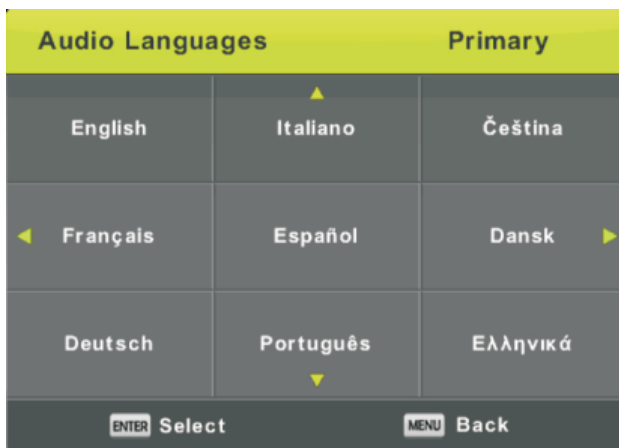 Audio Languages Primary
English Italiano Čeština
Français Español Dansk
Deutsch Português Ελληνικά
ENTER Select MENU Back